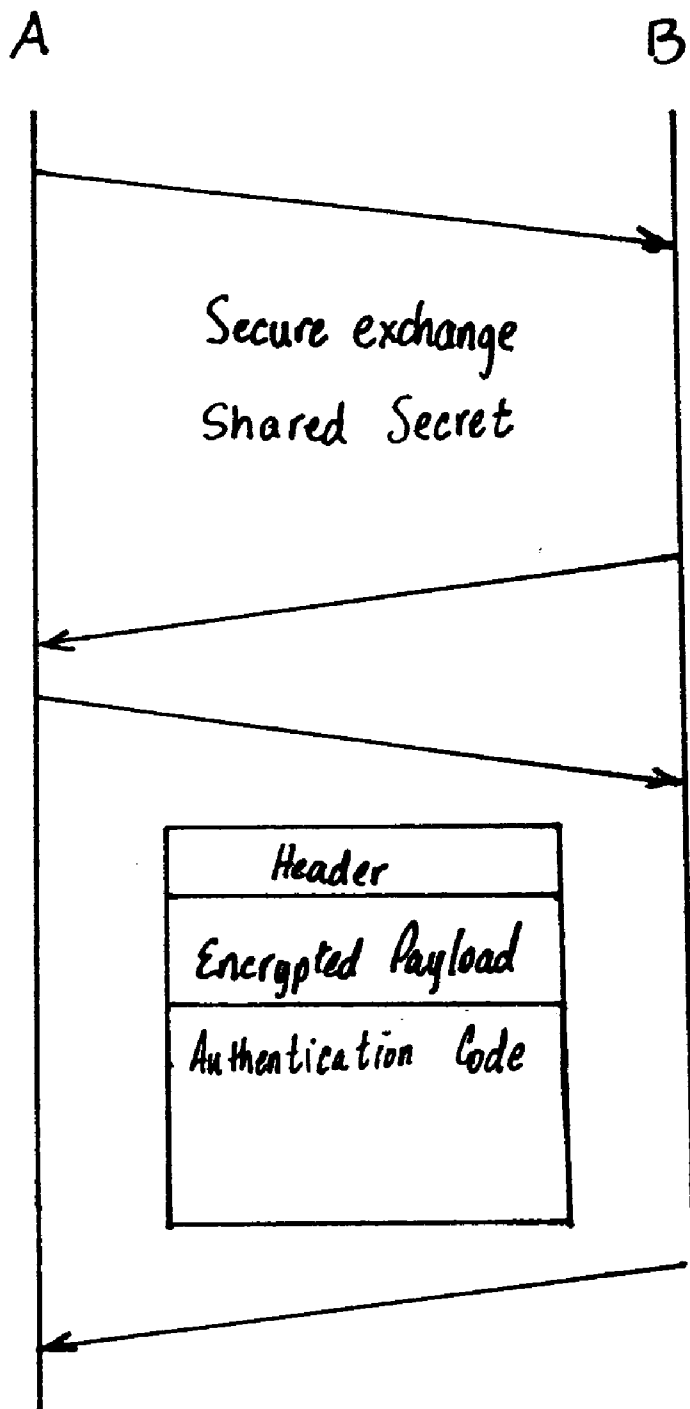 A B
Secure exchange
Shared Secret
Header
Encrypted Payload
Authentication Code